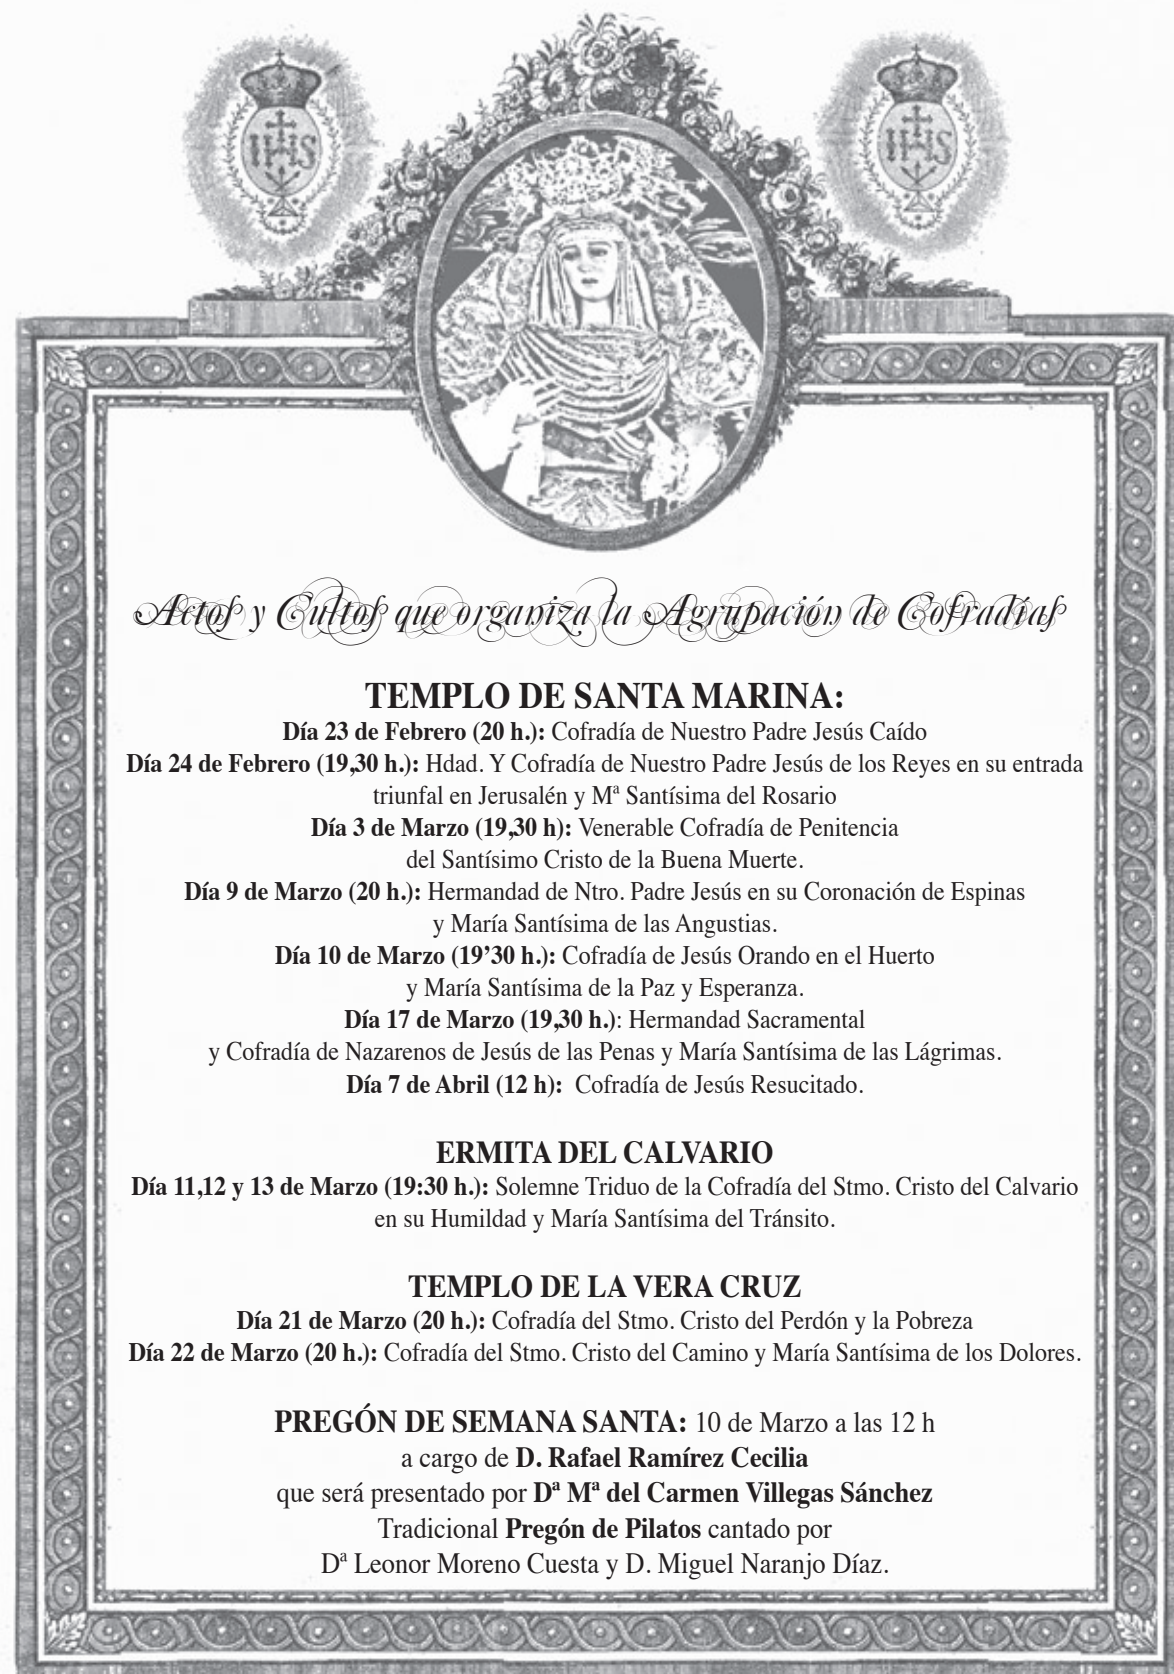 IHS
IHS
Actos y Cultos que organiza la Agrupación de Cofradías
TEMPLO DE SANTA MARINA:
Día 23 de Febrero (20 h.): Cofradía de Nuestro Padre Jesús Caído
Día 24 de Febrero (19,30 h.): Hdad. Y Cofradía de Nuestro Padre Jesús de los Reyes en su entrada
triunfal en Jerusalén y Mª Santísima del Rosario
Día 3 de Marzo (19,30 h): Venerable Cofradía de Penitencia
del Santísimo Cristo de la Buena Muerte.
Día 9 de Marzo (20 h.): Hermandad de Ntro. Padre Jesús en su Coronación de Espinas
y María Santísima de las Angustias.
Día 10 de Marzo (19’30 h.): Cofradía de Jesús Orando en el Huerto
y María Santísima de la Paz y Esperanza.
Día 17 de Marzo (19,30 h.): Hermandad Sacramental
y Cofradía de Nazarenos de Jesús de las Penas y María Santísima de las Lágrimas.
Día 7 de Abril (12 h): Cofradía de Jesús Resucitado.
ERMITA DEL CALVARIO
Día 11,12 y 13 de Marzo (19:30 h.): Solemne Triduo de la Cofradía del Stmo. Cristo del Calvario
en su Humildad y María Santísima del Tránsito.
TEMPLO DE LA VERA CRUZ
Día 21 de Marzo (20 h.): Cofradía del Stmo. Cristo del Perdón y la Pobreza
Día 22 de Marzo (20 h.): Cofradía del Stmo. Cristo del Camino y María Santísima de los Dolores.
PREGÓN DE SEMANA SANTA: 10 de Marzo a las 12 h
a cargo de D. Rafael Ramírez Cecilia
que será presentado por Dª Mª del Carmen Villegas Sánchez
Tradicional Pregón de Pilatos cantado por
Dª Leonor Moreno Cuesta y D. Miguel Naranjo Díaz.